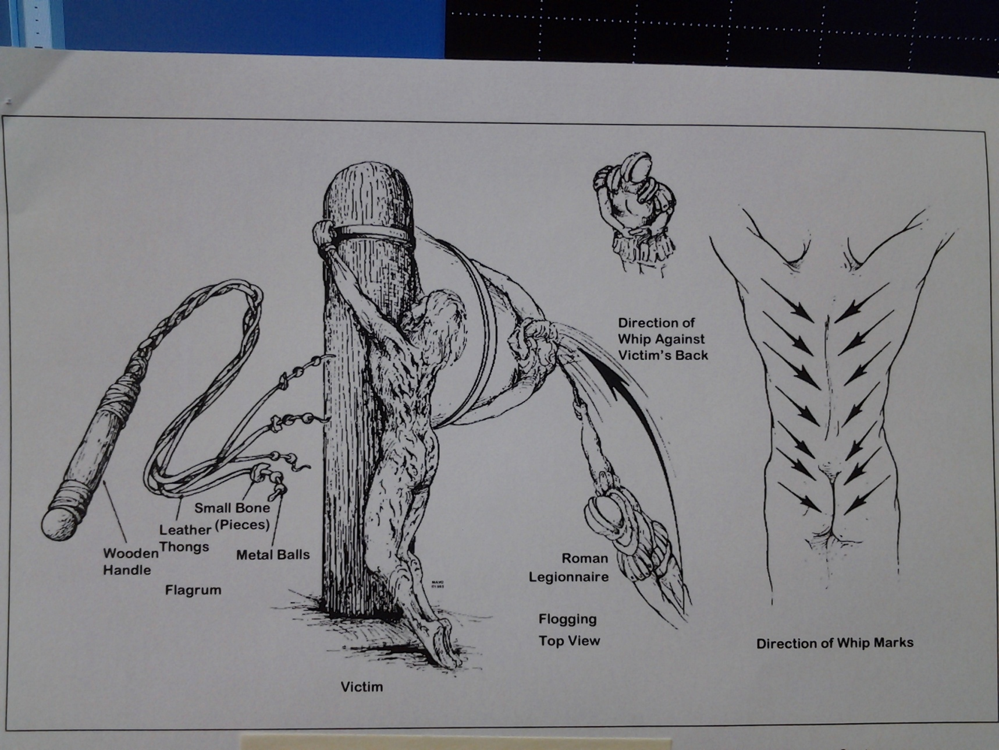 Direction of
Whip Against
Victim's Back
Small Bone
(Pieces)
Leather
Thongs
Wooden
Handle
Metal Balls
Flagrum
Roman
Legionnaire
Flogging
Top View
Direction of Whip Marks
Victim